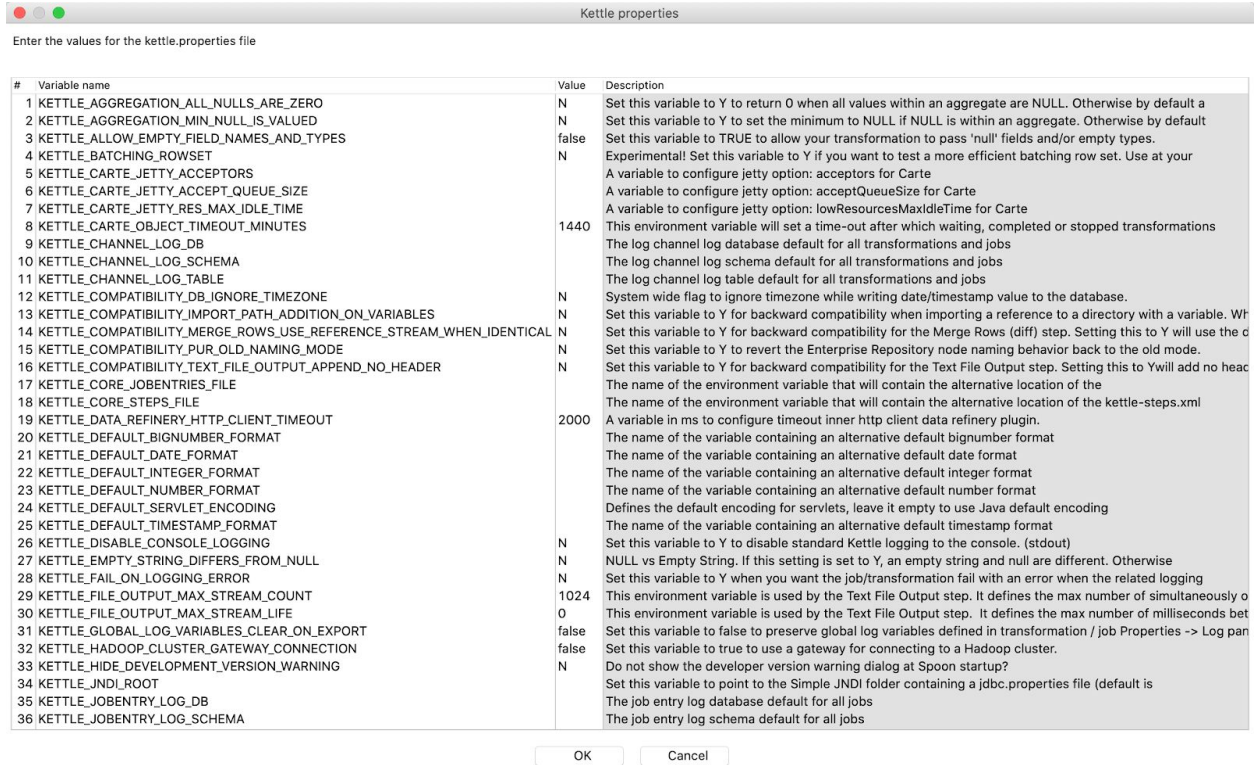 Kettle properties
Enter the values for the kettle.properties file
# Variable name Value Description
1 KETTLE_AGGREGATION_ALL_NULLS_ARE_ZERO N Set this variable to Y to return 0 when all values within an aggregate are NULL. Otherwise by default a
2 KETTLE_AGGREGATION_MIN_NULL_IS_VALUED N Set this variable to Y to set the minimum to NULL if NULL is within an aggregate. Otherwise by default
3 KETTLE_ALLOW_EMPTY_FIELD_NAMES_AND_TYPES false Set this variable to TRUE to allow your transformation to pass 'null' fields and/or empty types.
4 KETTLE_BATCHING_ROWSET N Experimental! Set this variable to Y if you want to test a more efficient batching row set. Use at your
5 KETTLE_CARTE_JETTY_ACCEPTORS A variable to configure jetty option: acceptors for Carte
6 KETTLE_CARTE_JETTY_ACCEPT_QUEUE_SIZE A variable to configure jetty option: acceptQueueSize for Carte
7 KETTLE_CARTE_JETTY_RES_MAX_IDLE_TIME A variable to configure jetty option: lowResourcesMaxIdleTime for Carte
8 KETTLE_CARTE_OBJECT_TIMEOUT_MINUTES 1440 This environment variable will set a time-out after which waiting, completed or stopped transformations
9 KETTLE_CHANNEL_LOG_DB The log channel log database default for all transformations and jobs
10 KETTLE_CHANNEL_LOG_SCHEMA The log channel log schema default for all transformations and jobs
11 KETTLE_CHANNEL_LOG_TABLE The log channel log table default for all transformations and jobs
12 KETTLE_COMPATIBILITY_DB_IGNORE_TIMEZONE N System wide flag to ignore timezone while writing date/timestamp value to the database.
13 KETTLE_COMPATIBILITY_IMPORT_PATH_ADDITION_ON_VARIABLES N Set this variable to Y for backward compatibility when importing a reference to a directory with a variable. Wh
14 KETTLE_COMPATIBILITY_MERGE_ROWS_USE_REFERENCE_STREAM_WHEN_IDENTICAL N Set this variable to Y for backward compatibility for the Merge Rows (diff) step. Setting this to Y will use the d
15 KETTLE_COMPATIBILITY_PUR_OLD_NAMING_MODE N Set this variable to Y to revert the Enterprise Repository node naming behavior back to the old mode.
16 KETTLE_COMPATIBILITY_TEXT_FILE_OUTPUT_APPEND_NO_HEADER N Set this variable to Y for backward compatibility for the Text File Output step. Setting this to Ywill add no head
17 KETTLE_CORE_JOBENTRIES_FILE The name of the environment variable that will contain the alternative location of the
18 KETTLE_CORE_STEPS_FILE The name of the environment variable that will contain the alternative location of the kettle-steps.xml
19 KETTLE_DATA_REFINERY_HTTP_CLIENT_TIMEOUT 2000 A variable in ms to configure timeout inner http client data refinery plugin.
20 KETTLE_DEFAULT_BIGNUMBER_FORMAT The name of the variable containing an alternative default bignumber format
21 KETTLE_DEFAULT_DATE_FORMAT The name of the variable containing an alternative default date format
22 KETTLE_DEFAULT_INTEGER_FORMAT The name of the variable containing an alternative default integer format
23 KETTLE_DEFAULT_NUMBER_FORMAT The name of the variable containing an alternative default number format
24 KETTLE_DEFAULT_SERVLET_ENCODING Defines the default encoding for servlets, leave it empty to use Java default encoding
25 KETTLE_DEFAULT_TIMESTAMP_FORMAT The name of the variable containing an alternative default timestamp format
26 KETTLE_DISABLE_CONSOLE_LOGGING N Set this variable to Y to disable standard Kettle logging to the console. (stdout)
27 KETTLE_EMPTY_STRING_DIFFERS_FROM_NULL N NULL vs Empty String. If this setting is set to Y, an empty string and null are different. Otherwise
28 KETTLE_FAIL_ON_LOGGING_ERROR N Set this variable to Y when you want the job/transformation fail with an error when the related logging
29 KETTLE_FILE_OUTPUT_MAX_STREAM_COUNT 1024 This environment variable is used by the Text File Output step. It defines the max number of simultaneously o
30 KETTLE_FILE_OUTPUT_MAX_STREAM_LIFE 0 This environment variable is used by the Text File Output step. It defines the max number of milliseconds bet
31 KETTLE_GLOBAL_LOG_VARIABLES_CLEAR_ON_EXPORT false Set this variable to false to preserve global log variables defined in transformation / job Properties -> Log pan
32 KETTLE_HADOOP_CLUSTER_GATEWAY_CONNECTION false Set this variable to true to use a gateway for connecting to a Hadoop cluster.
33 KETTLE_HIDE_DEVELOPMENT_VERSION_WARNING N Do not show the developer version warning dialog at Spoon startup?
34 KETTLE_JNDI_ROOT Set this variable to point to the Simple JNDI folder containing a jdbc.properties file (default is
35 KETTLE_JOBENTRY_LOG_DB The job entry log database default for all jobs
36 KETTLE_JOBENTRY_LOG_SCHEMA The job entry log schema default for all jobs
OK Cancel